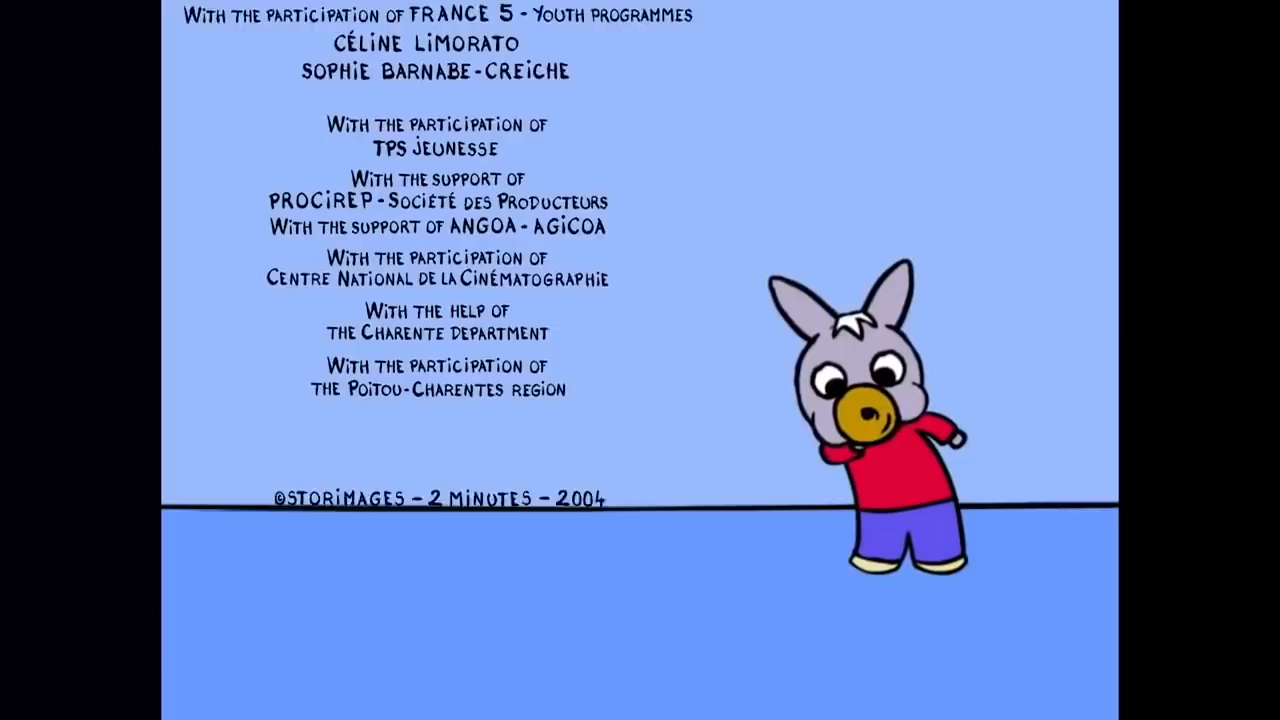 WiTH THE PARTiCiPATiON OF FRANCE 5 - YOUTH PROGRAMMES
CÉLiNE LiMORATO
SOPHiE BARNABE-CREiCHE
WiTH THE PARTiCiPATiON OF
TPS JEUNESSE
WiTH THE SUPPORT OF
PROCiREP - SOCiÉTÉ DES PRODUCTEURS
WiTH THE SUPPORT OF ANGOA - AGiCOA
WiTH THE PARTiCiPATiON OF
CENTRE NATiONAL DE LA CiNÉMATOGRAPHiE
WiTH THE HELP OF
THE CHARENTE DEPARTMENT
WiTH THE PARTiCiPATiON OF
THE POiTOU-CHARENTES REGiON
©STORiMAGES - 2 MiNUTES - 2004